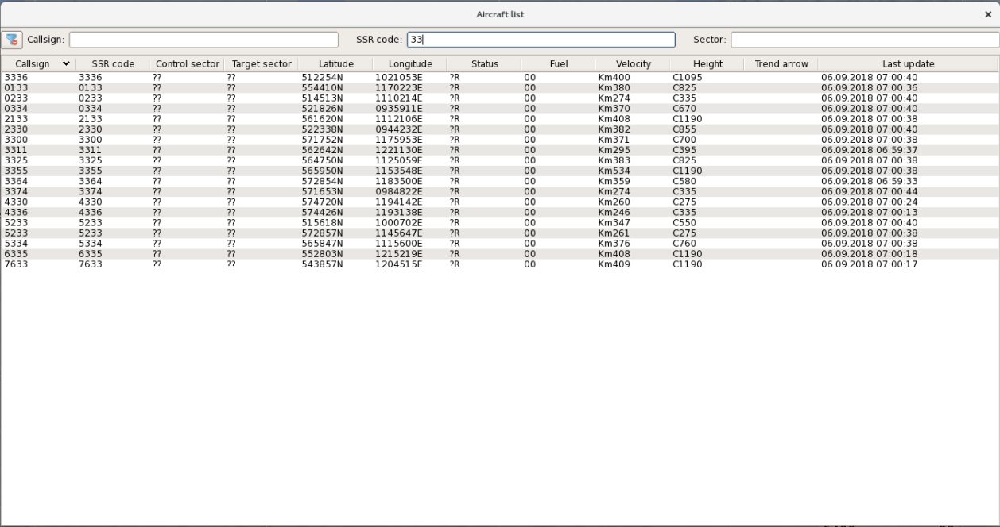 Aircraft list
Callsign: SSR code: 33 Sector:
Callsign SSR code Control sector Target sector Latitude Longitude Status Fuel Velocity Height Trend arrow Last update
3336 3336 ?? ?? 512254N 1021053E ?R 00 Km400 C1095 06.09.2018 07:00:40
0133 0133 ?? ?? 554410N 1170223E ?R 00 Km380 C825 06.09.2018 07:00:36
0233 0233 ?? ?? 514513N 1110214E ?R 00 Km274 C335 06.09.2018 07:00:40
0334 0334 ?? ?? 521826N 0935911E ?R 00 Km370 C670 06.09.2018 07:00:40
2133 2133 ?? ?? 561620N 1112106E ?R 00 Km408 C1190 06.09.2018 07:00:38
2330 2330 ?? ?? 522338N 0944232E ?R 00 Km382 C855 06.09.2018 07:00:40
3300 3300 ?? ?? 571752N 1175953E ?R 00 Km371 C700 06.09.2018 07:00:38
3311 3311 ?? ?? 562642N 1221130E ?R 00 Km295 C395 06.09.2018 06:59:37
3325 3325 ?? ?? 564750N 1125059E ?R 00 Km383 C825 06.09.2018 07:00:38
3355 3355 ?? ?? 565950N 1153548E ?R 00 Km534 C1190 06.09.2018 07:00:38
3364 3364 ?? ?? 572854N 1183500E ?R 00 Km359 C580 06.09.2018 06:59:33
3374 3374 ?? ?? 571653N 0984822E ?R 00 Km274 C335 06.09.2018 07:00:44
4330 4330 ?? ?? 574720N 1194142E ?R 00 Km260 C275 06.09.2018 07:00:24
4336 4336 ?? ?? 574426N 1193138E ?R 00 Km246 C335 06.09.2018 07:00:13
5233 5233 ?? ?? 515618N 1000702E ?R 00 Km347 C550 06.09.2018 07:00:40
5233 5233 ?? ?? 572857N 1145647E ?R 00 Km261 C275 06.09.2018 07:00:38
5334 5334 ?? ?? 565847N 1115600E ?R 00 Km376 C760 06.09.2018 07:00:38
6335 6335 ?? ?? 552803N 1215219E ?R 00 Km408 C1190 06.09.2018 07:00:18
7633 7633 ?? ?? 543857N 1204515E ?R 00 Km409 C1190 06.09.2018 07:00:17